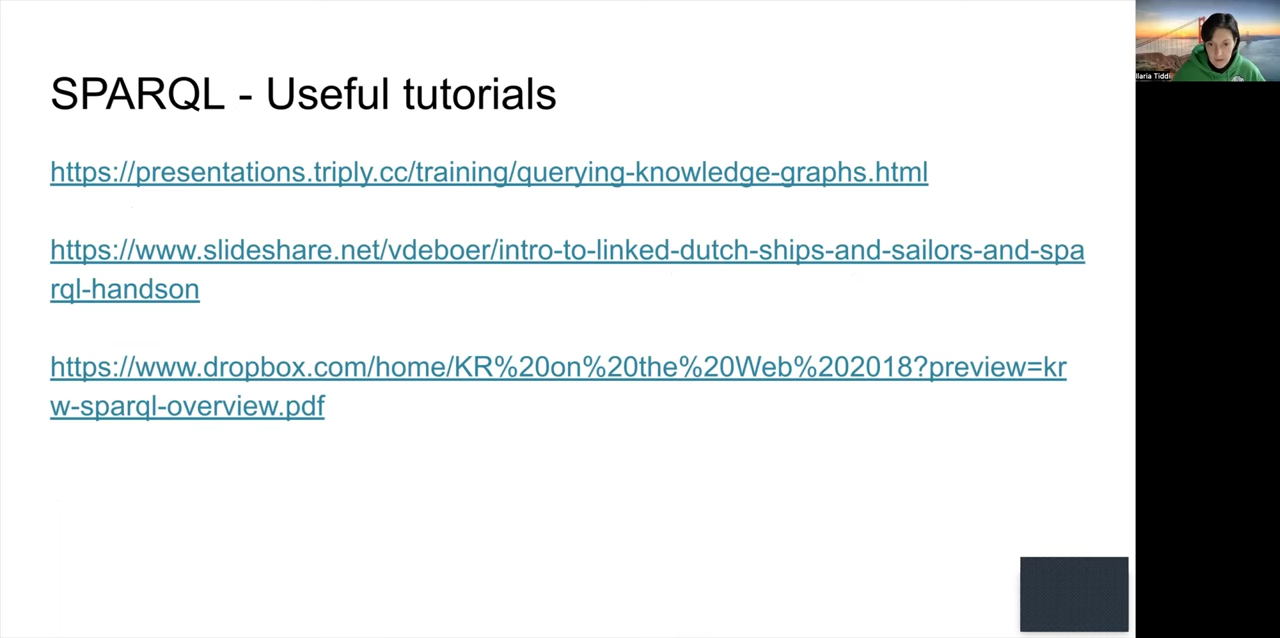 SPARQL - Useful tutorials
https://presentations.triply.cc/training/querying-knowledge-graphs.html
https://www.slideshare.net/vdeboer/intro-to-linked-dutch-ships-and-sailors-and-spa
rql-handson
https://www.dropbox.com/home/KR%20on%20the%20Web%202018?preview=kr
w-sparql-overview.pdf
Ilaria Tiddi